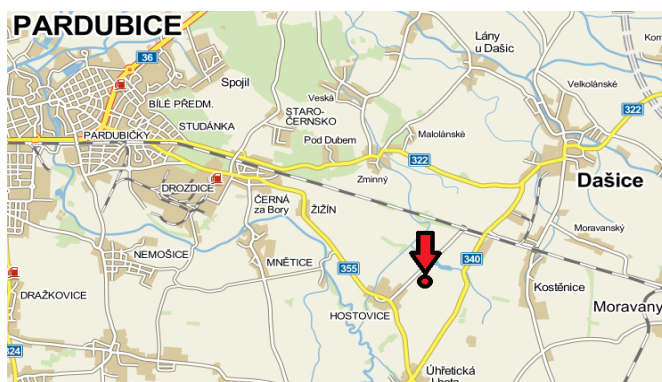 PARDUBICE
36
Spojil
Lány
u Dašic
Kom
Velkolánské
322
BÍLÉ PŘEDM.
Veská
STARO-
ČERNSKO
STUDÁNKA
PARDUBIČKY
Pod Dubem
Malolánské
322
Zminný
Dašice
DROZDICE
ČERNÁ
za Bory
ŽIŽÍN
Moravanský
NEMOŠICE
MNĚTICE
355
340
Kostěnice
DRAŽKOVICE
Moravany
HOSTOVICE
324
Úhřetická
Lhota